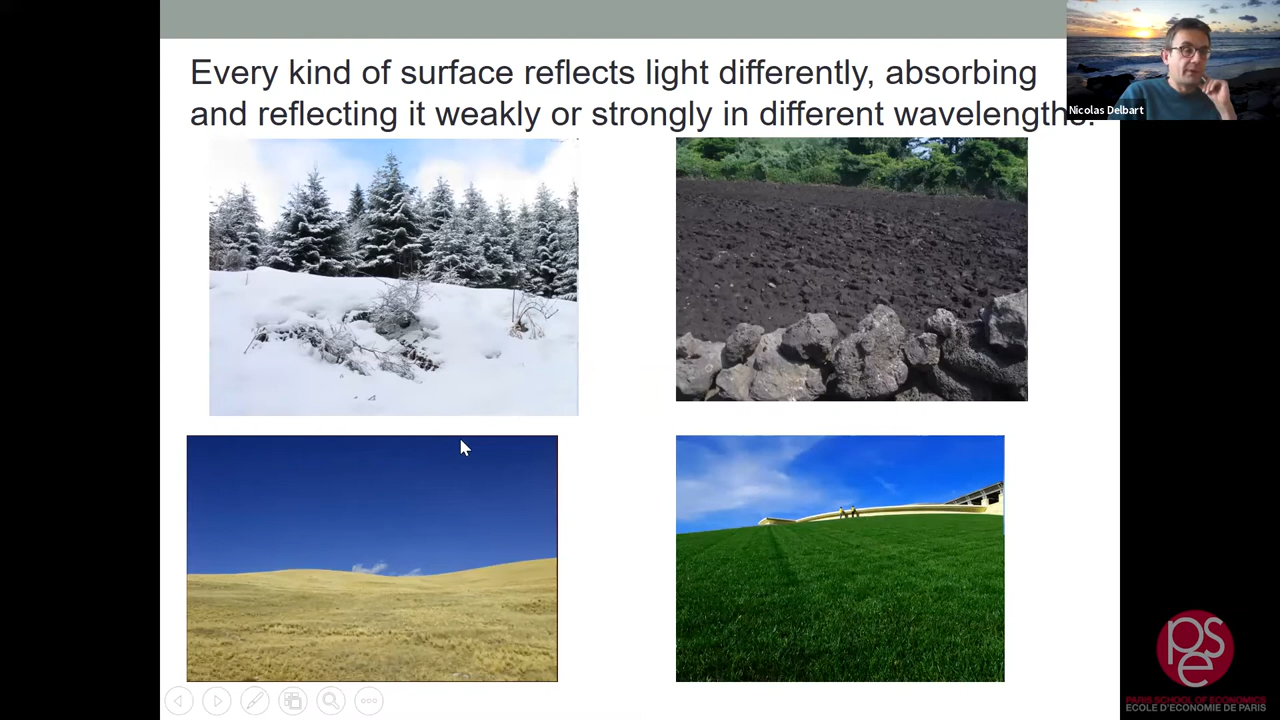 Every kind of surface reflects light differently, absorbing
and reflecting it weakly or strongly in different wavelengths.
Nicolas Delbart
pse
PARIS SCHOOL OF ECONOMICS
ECOLE D'ECONOMIE DE PARIS